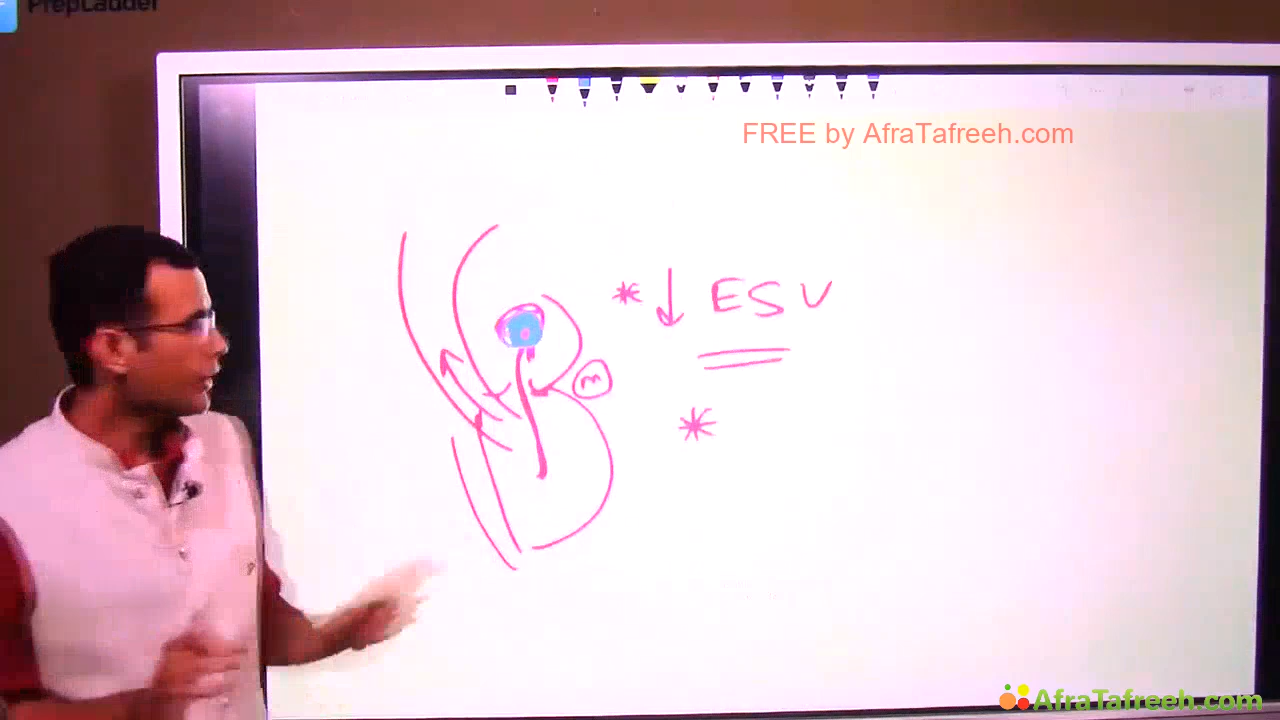 PrepLadder
FREE by AfraTafreeh.com
* ↓ ESV
m
*
AfraTafreeh.com